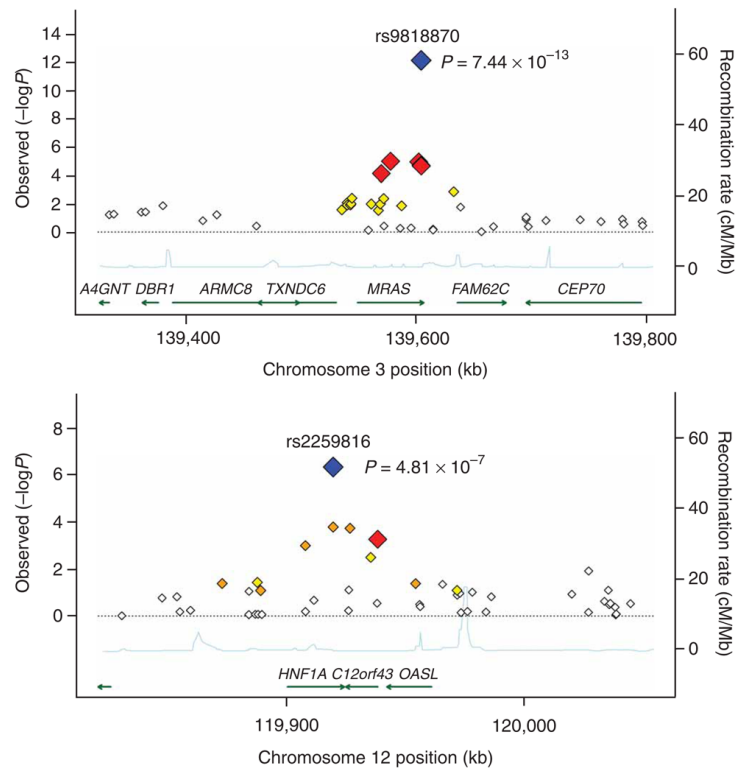 rs9818870
P = 7.44 × 10−13
Observed (−logP)
14
12
10
8
6
4
2
0
Recombination rate (cM/Mb)
60
40
20
0
A4GNT DBR1 ARMC8 TXNDC6 MRAS FAM62C CEP70
139,400 139,600 139,800
Chromosome 3 position (kb)
rs2259816
P = 4.81 × 10−7
Observed (−logP)
8
6
4
2
0
Recombination rate (cM/Mb)
60
40
20
0
HNF1A C12orf43 OASL
119,900 120,000
Chromosome 12 position (kb)